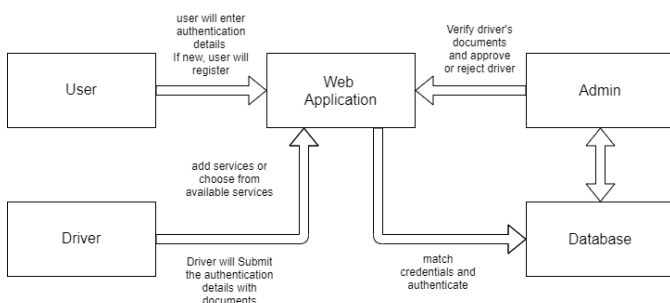 user will enter
authentication
details
If new, user will
register
Verify driver's
documents
and approve
or reject driver
User
Web
Application
Admin
add services or
choose from
available services
Driver
Database
Driver will Submit
the authentication
details with
documents
match
credentials and
authenticate